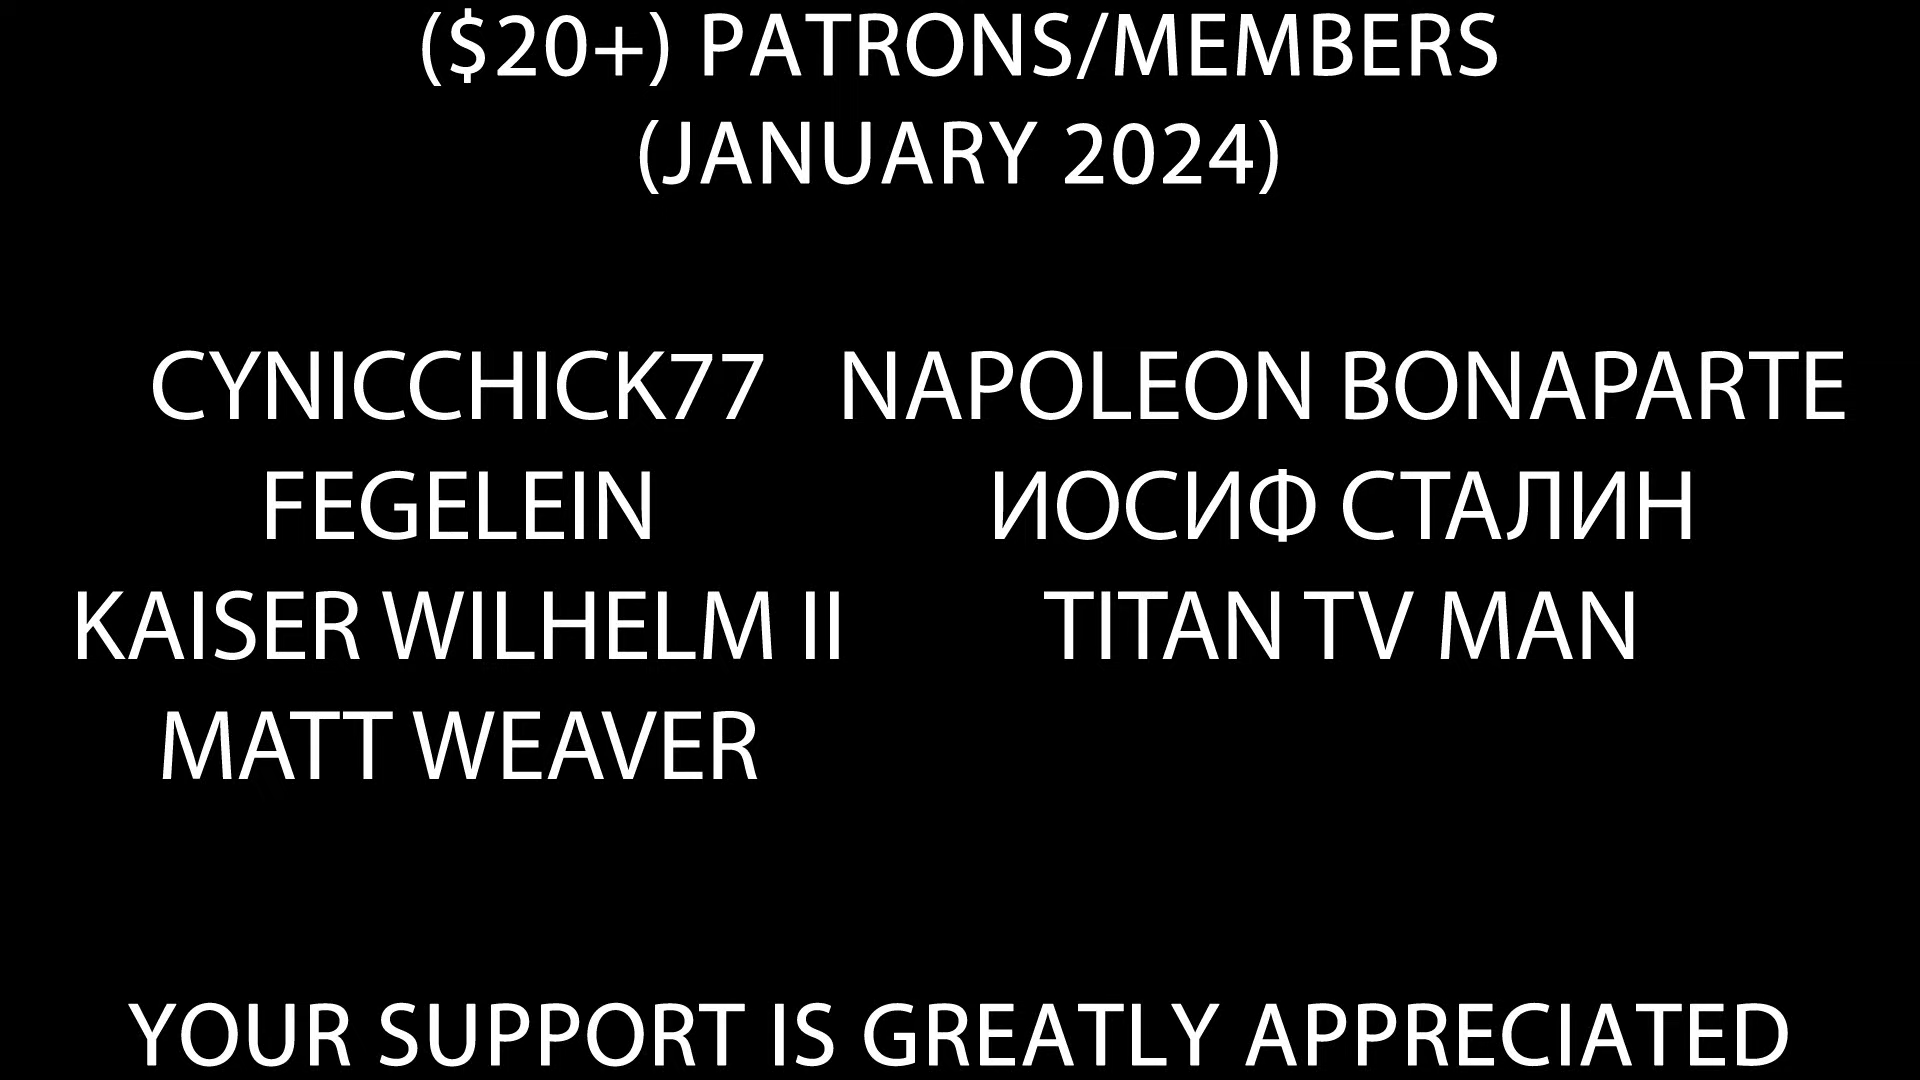 ($20+) PATRONS/MEMBERS
(JANUARY 2024)
CYNICCHICK77
FEGELEIN
KAISER WILHELM II
MATT WEAVER
NAPOLEON BONAPARTE
ИОСИФ СТАЛИН
TITAN TV MAN
YOUR SUPPORT IS GREATLY APPRECIATED